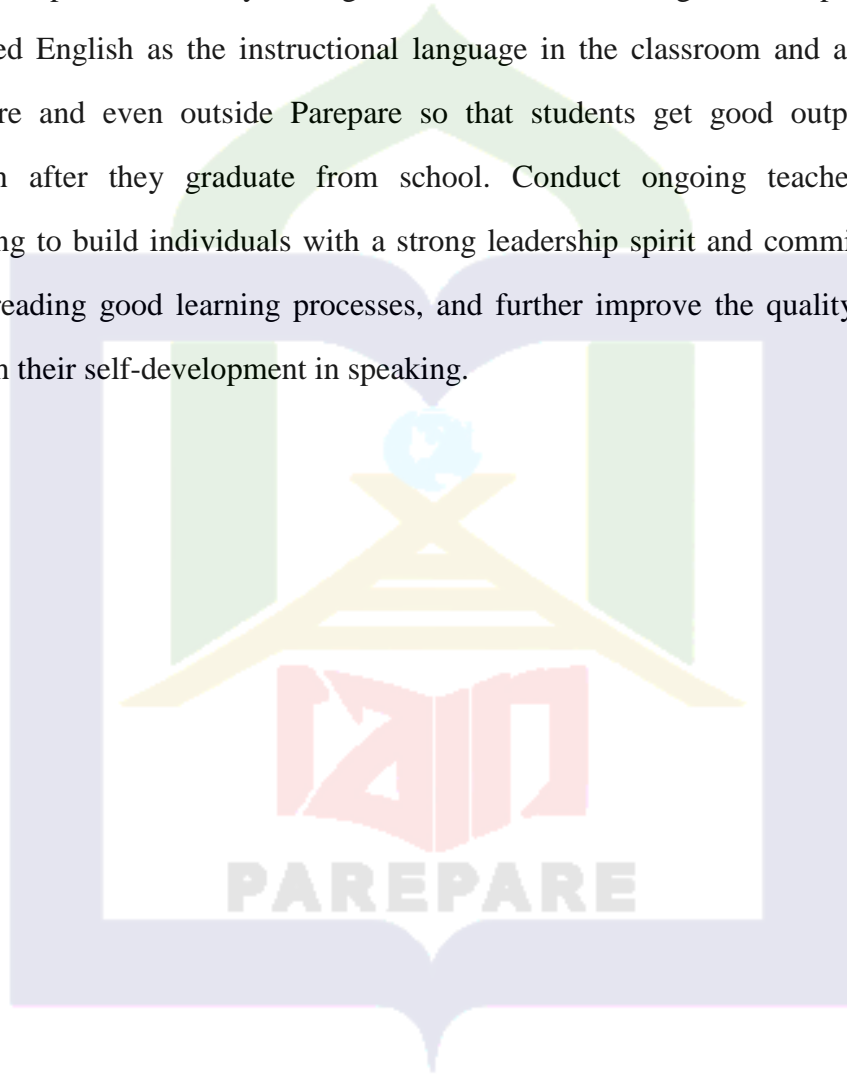 ed English as the instructional language in the classroom and a
re and even outside Parepare so that students get good outp
n after they graduate from school. Conduct ongoing teache
ng to build individuals with a strong leadership spirit and commi
reading good learning processes, and further improve the quality
n their self-development in speaking.
iain
PAREPARE